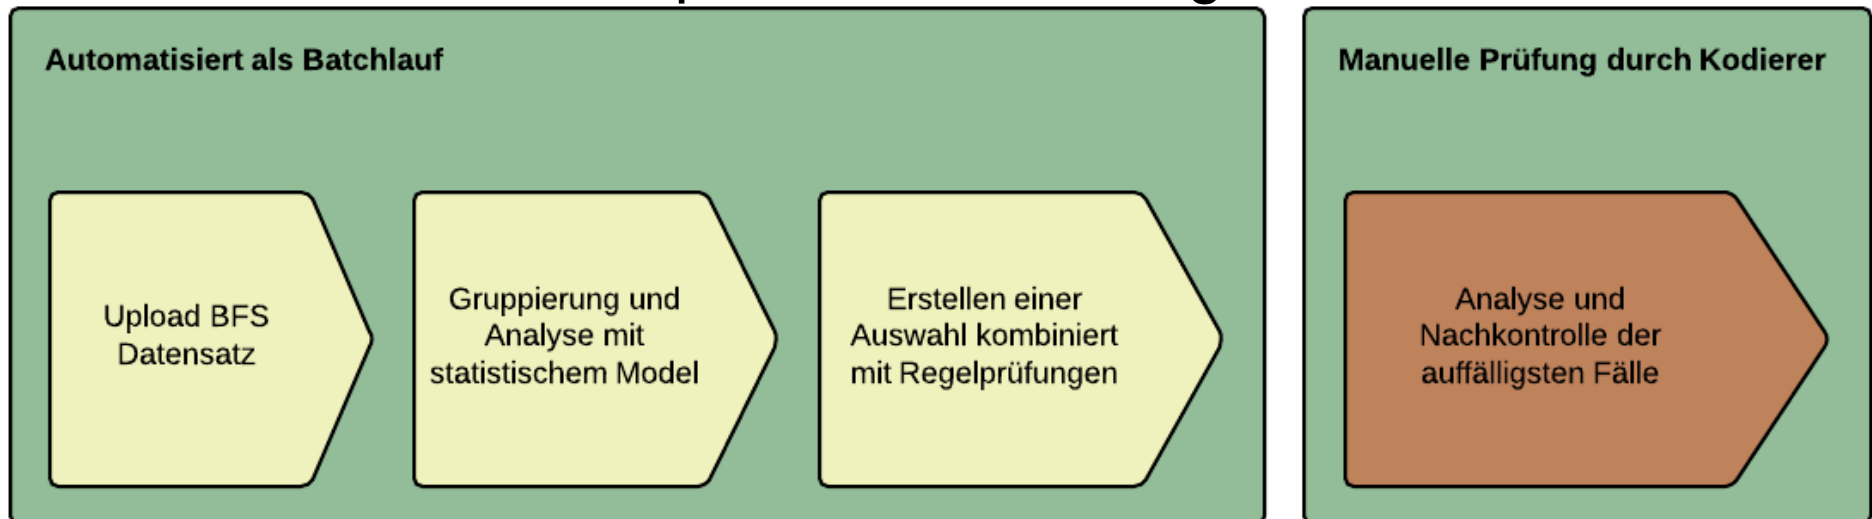 Automatisiert als Batchlauf
Manuelle Prüfung durch Kodierer
Upload BFS
Datensatz
Gruppierung und
Analyse mit
statistischem Model
Erstellen einer
Auswahl kombiniert
mit Regelprüfungen
Analyse und
Nachkontrolle der
auffälligsten Fälle